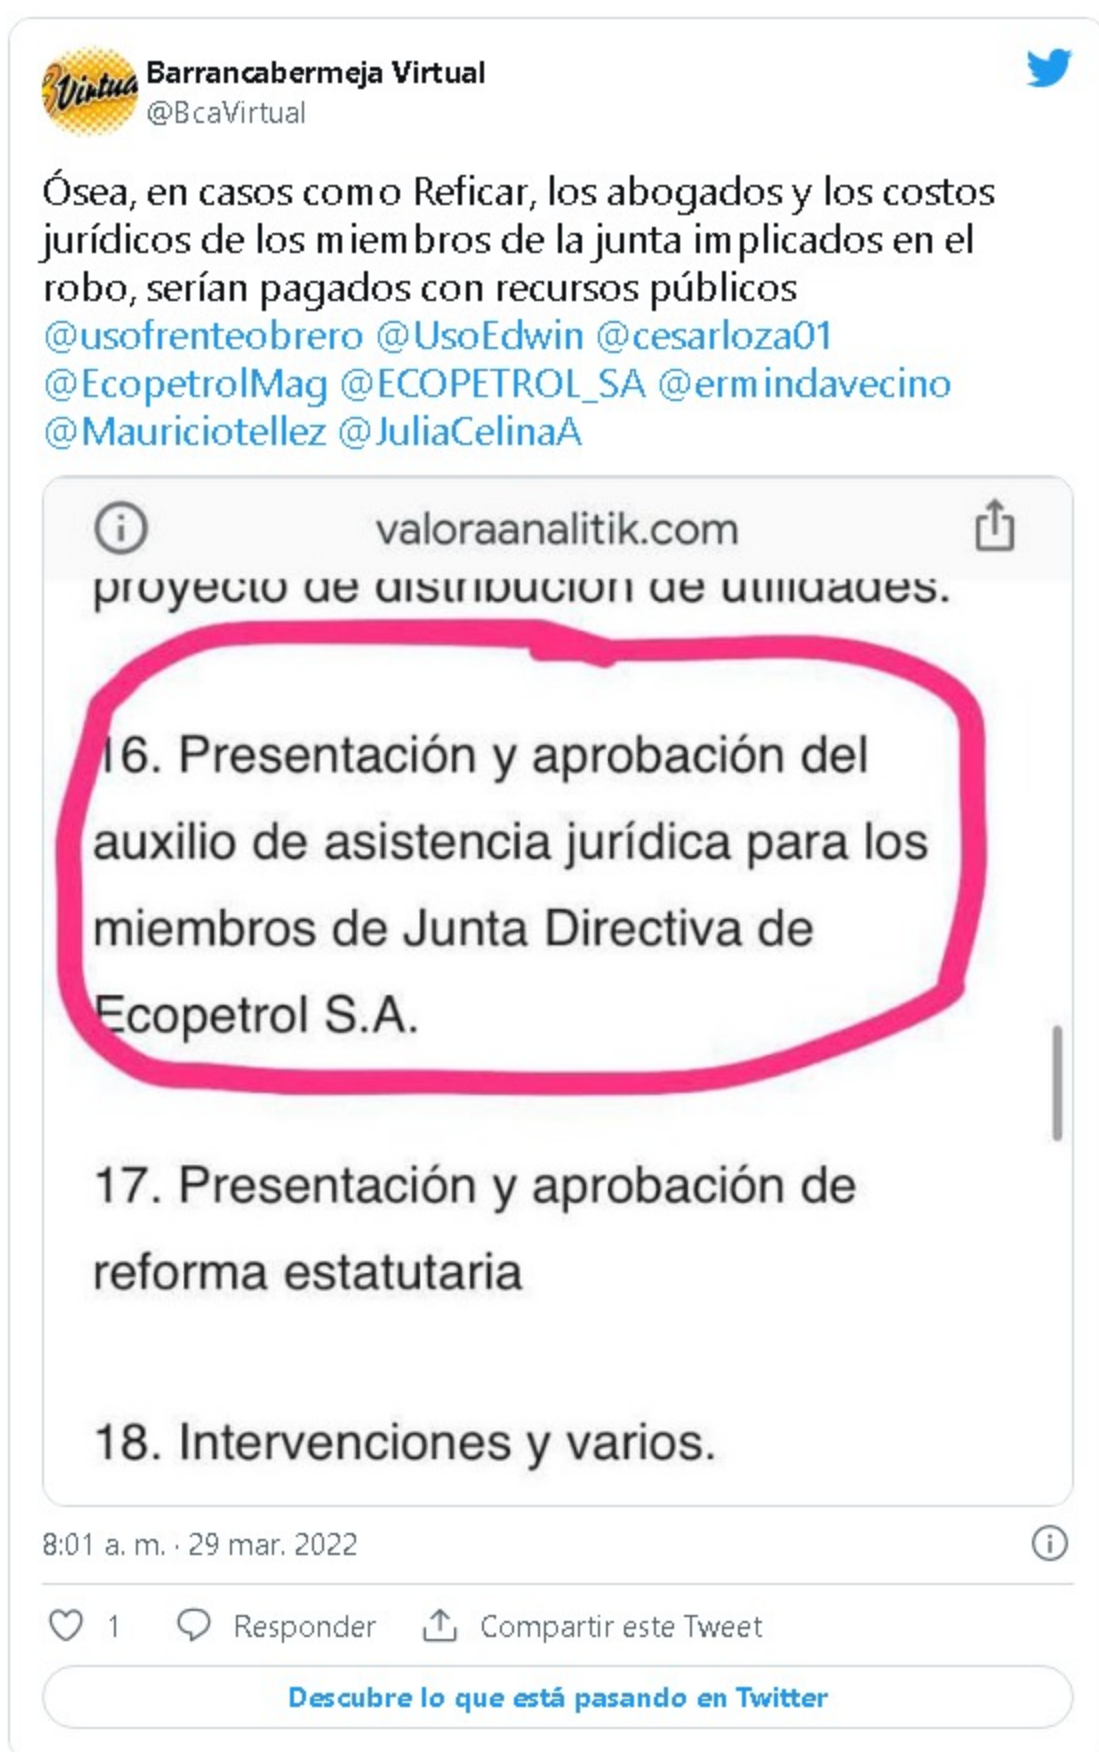 Virtua
Barrancabermeja Virtual
@BcaVirtual
Ósea, en casos como Reficar, los abogados y los costos
jurídicos de los miembros de la junta implicados en el
robo, serían pagados con recursos públicos
@usofrenteobrero @UsoEdwin @cesarloza01
@EcopetrolMag @ECOPETROL_SA @ermindavecino
@Mauriciotellez @JuliaCelinaA
valoraanalitik.com
proyecto de distribución de utilidades.
16. Presentación y aprobación del
auxilio de asistencia jurídica para los
miembros de Junta Directiva de
Ecopetrol S.A.
17. Presentación y aprobación de
reforma estatutaria
18. Intervenciones y varios.
8:01 a. m. · 29 mar. 2022
1 Responder Compartir este Tweet
Descubre lo que está pasando en Twitter